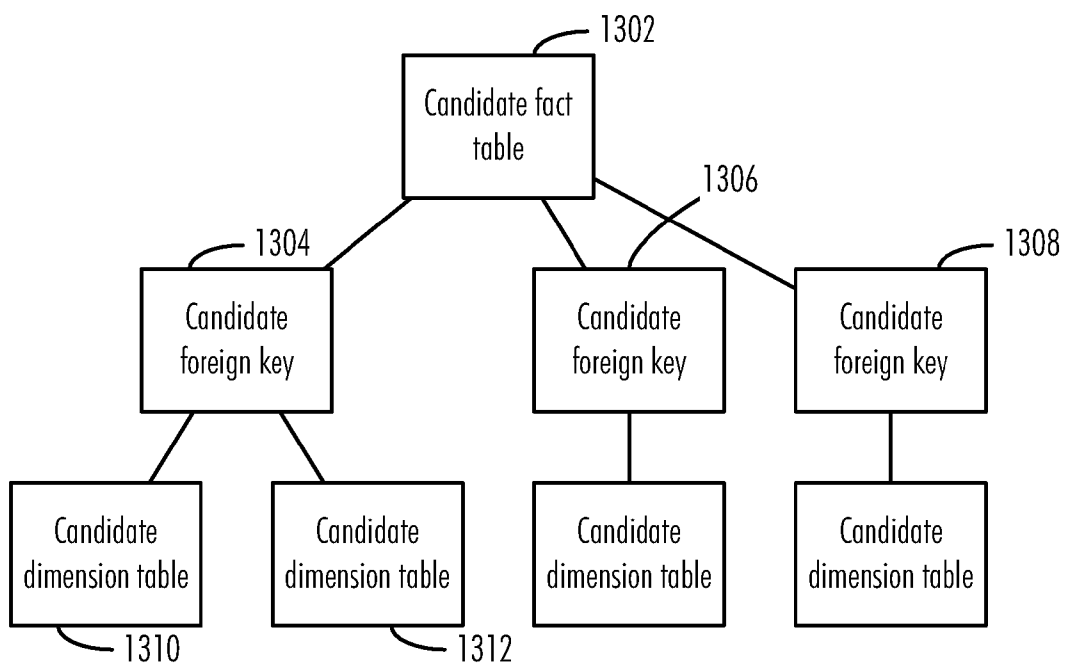 1302
Candidate fact
table
1306
1304
1308
Candidate
foreign key
Candidate
foreign key
Candidate
foreign key
Candidate
dimension table
Candidate
dimension table
Candidate
dimension table
Candidate
dimension table
1310
1312